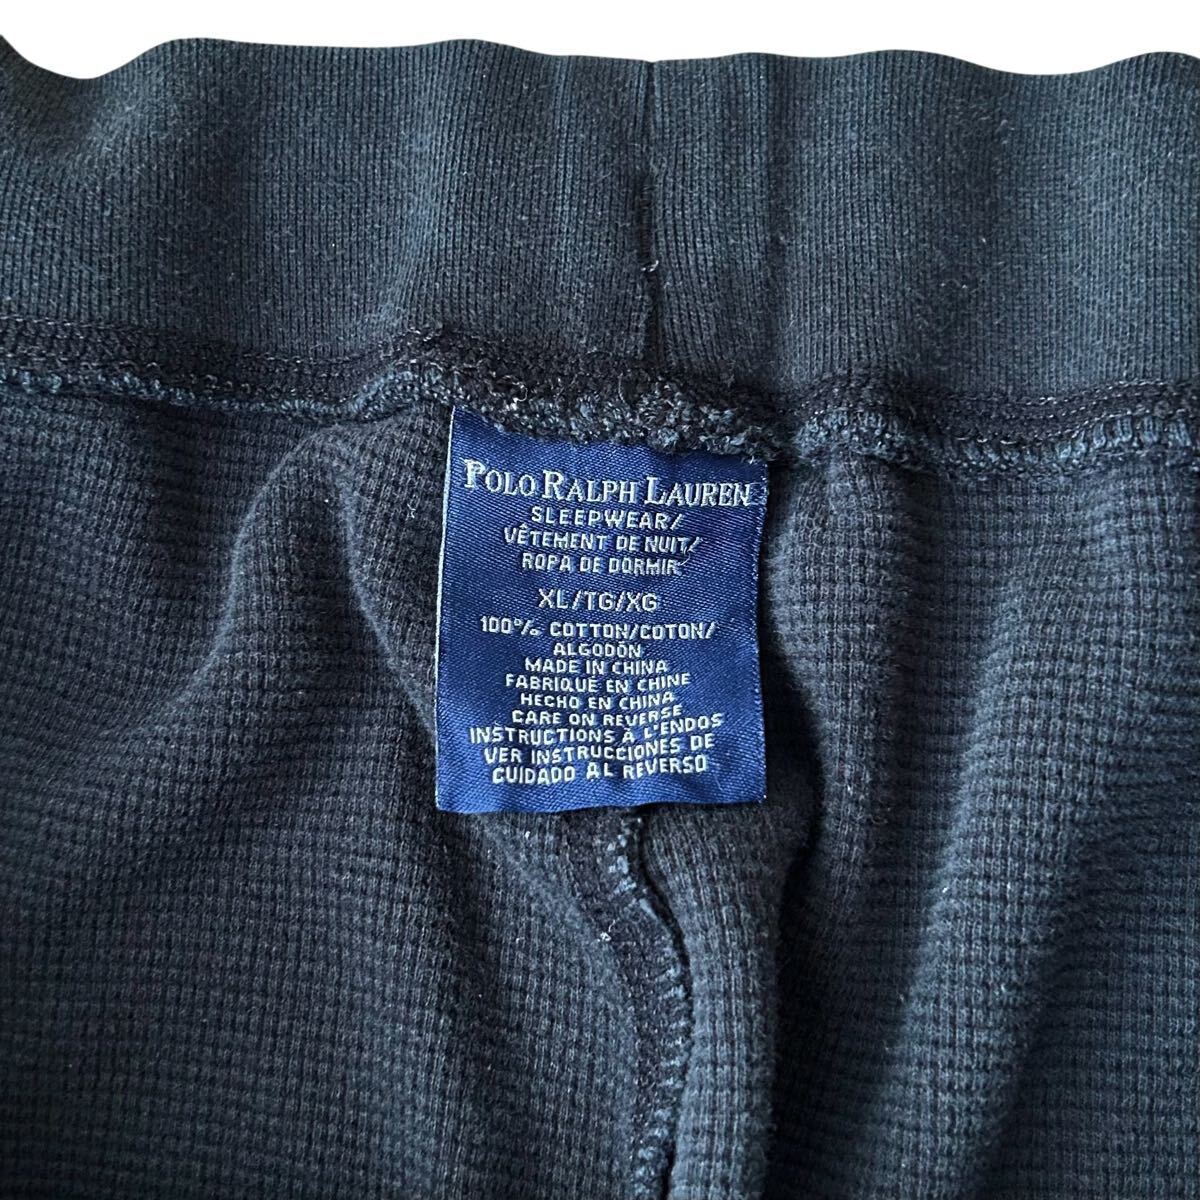 POLO RALPH LAUREN
SLEEPWEAR/
VÊTEMENT DE NUIT/
ROPA DE DORMIR
XL/TG/XG
100% COTTON/COTON/
ALGODÓN
MADE IN CHINA
FABRIQUÉ EN CHINE
HECHO EN CHINA
CARE ON REVERSE
INSTRUCTIONS À L'ENDOS
VER INSTRUCCIONES DE
CUIDADO AL REVERSO